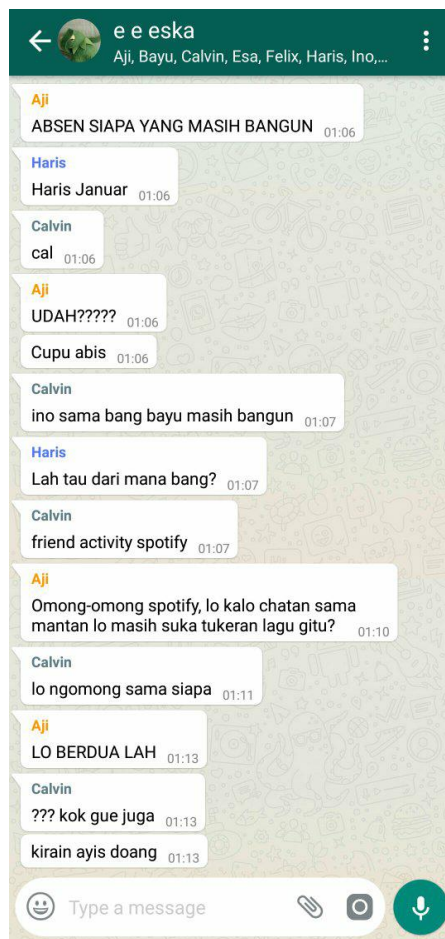 e e eska
Aji, Bayu, Calvin, Esa, Felix, Haris, Ino,...
Aji
ABSEN SIAPA YANG MASIH BANGUN 01:06
Haris
Haris Januar 01:06
Calvin
cal 01:06
Aji
UDAH????? 01:06
Cupu abis 01:06
Calvin
ino sama bang bayu masih bangun 01:07
Haris
Lah tau dari mana bang? 01:07
Calvin
friend activity spotify 01:07
Aji
Omong-omong spotify, lo kalo chatan sama
mantan lo masih suka tukeran lagu gitu? 01:10
Calvin
lo ngomong sama siapa 01:11
Aji
LO BERDUA LAH 01:13
Calvin
??? kok gue juga 01:13
kirain ayis doang 01:13
Type a message